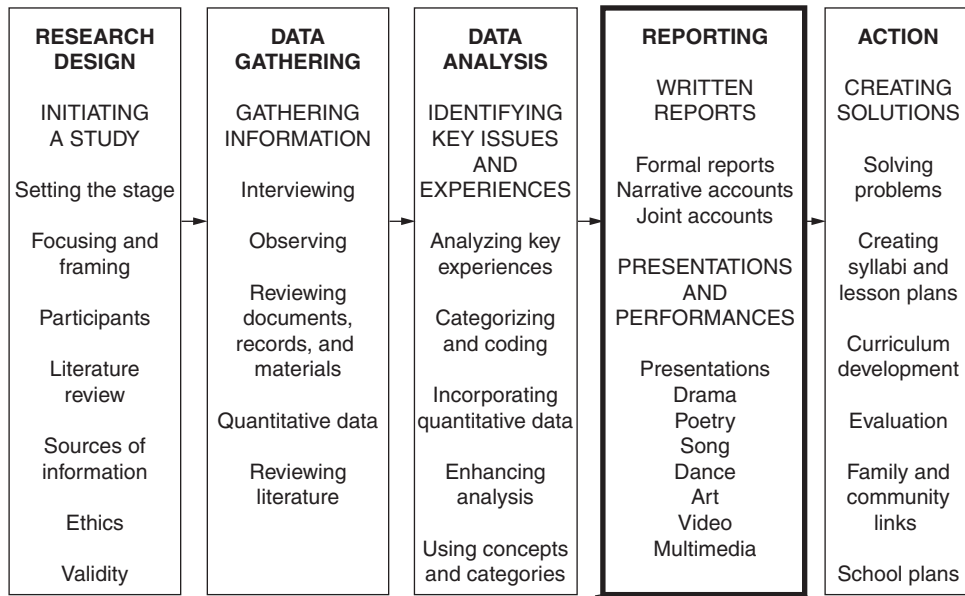 RESEARCH
DESIGN
INITIATING
A STUDY
Setting the stage
Focusing and
framing
Participants
Literature
review
Sources of
information
Ethics
Validity
DATA
GATHERING
GATHERING
INFORMATION
Interviewing
Observing
Reviewing
documents,
records, and
materials
Quantitative data
Reviewing
literature
DATA
ANALYSIS
IDENTIFYING
KEY ISSUES
AND
EXPERIENCES
Analyzing key
experiences
Categorizing
and coding
Incorporating
quantitative data
Enhancing
analysis
Using concepts
and categories
REPORTING
WRITTEN
REPORTS
Formal reports
Narrative accounts
Joint accounts
PRESENTATIONS
AND
PERFORMANCES
Presentations
Drama
Poetry
Song
Dance
Art
Video
Multimedia
ACTION
CREATING
SOLUTIONS
Solving
problems
Creating
syllabi and
lesson plans
Curriculum
development
Evaluation
Family and
community
links
School plans